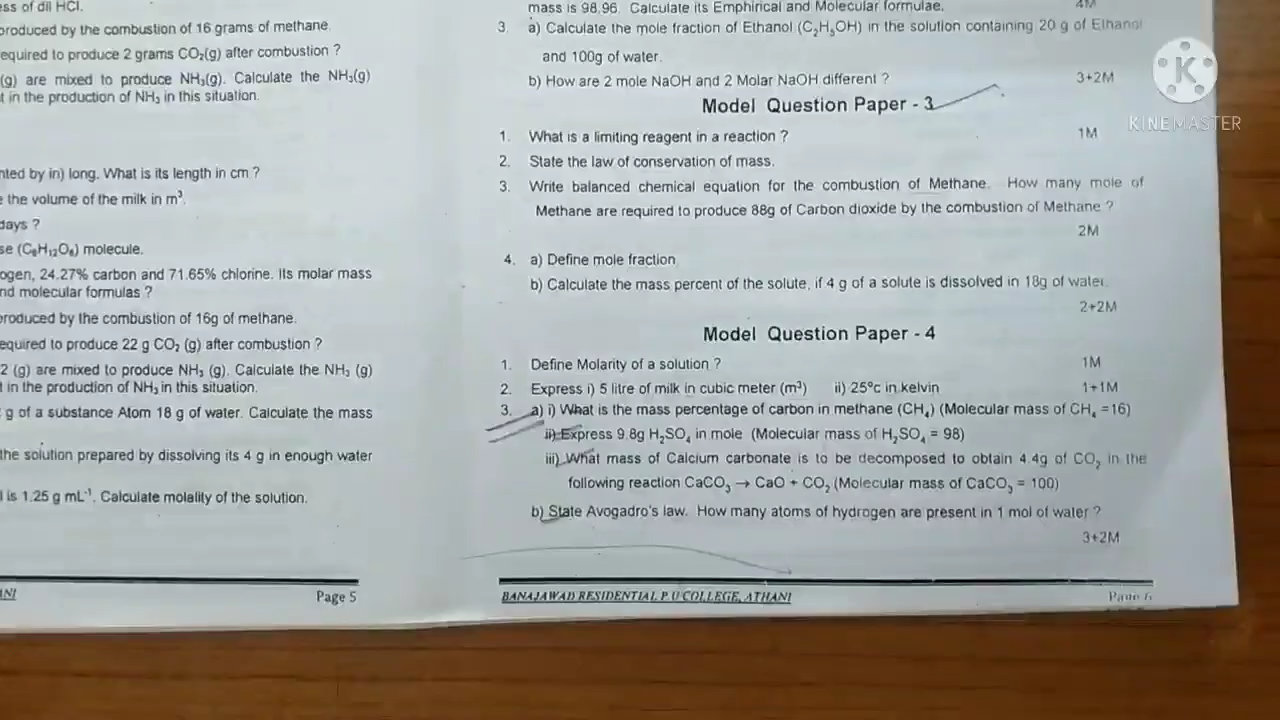 ess of dil HCl.
produced by the combustion of 16 grams of methane.
equired to produce 2 grams CO₂(g) after combustion ?
(g) are mixed to produce NH₃(g). Calculate the NH₃(g)
t in the production of NH₃ in this situation.
nted by in) long. What is its length in cm ?
e the volume of the milk in m³.
days ?
se (C₆H₁₂O₆) molecule.
ogen, 24.27% carbon and 71.65% chlorine. Its molar mass
nd molecular formulas ?
produced by the combustion of 16g of methane.
equired to produce 22 g CO₂ (g) after combustion ?
2 (g) are mixed to produce NH₃ (g). Calculate the NH₃ (g)
t in the production of NH₃ in this situation.
g of a substance Atom 18 g of water. Calculate the mass
the solution prepared by dissolving its 4 g in enough water
l is 1.25 g mL⁻¹. Calculate molality of the solution.
Page 5
mass is 98.96. Calculate its Emphirical and Molecular formulae. 4M
3. a) Calculate the mole fraction of Ethanol (C₂H₅OH) in the solution containing 20 g of Ethanol
and 100g of water.
b) How are 2 mole NaOH and 2 Molar NaOH different ? 3+2M
Model Question Paper - 3
1. What is a limiting reagent in a reaction ? 1M
2. State the law of conservation of mass.
3. Write balanced chemical equation for the combustion of Methane. How many mole of
Methane are required to produce 88g of Carbon dioxide by the combustion of Methane ?
2M
4. a) Define mole fraction
b) Calculate the mass percent of the solute, if 4 g of a solute is dissolved in 18g of water.
2+2M
Model Question Paper - 4
1. Define Molarity of a solution ? 1M
2. Express i) 5 litre of milk in cubic meter (m³) ii) 25°c in kelvin 1+1M
3. a) i) What is the mass percentage of carbon in methane (CH₄) (Molecular mass of CH₄ =16)
ii) Express 9.8g H₂SO₄ in mole (Molecular mass of H₂SO₄ = 98)
iii) What mass of Calcium carbonate is to be decomposed to obtain 4.4g of CO₂ in the
following reaction CaCO₃ → CaO + CO₂ (Molecular mass of CaCO₃ = 100)
b) State Avogadro's law. How many atoms of hydrogen are present in 1 mol of water ?
3+2M
BANAJAWAD RESIDENTIAL P.U COLLEGE, ATHANI Page 6
K
KINEMASTER